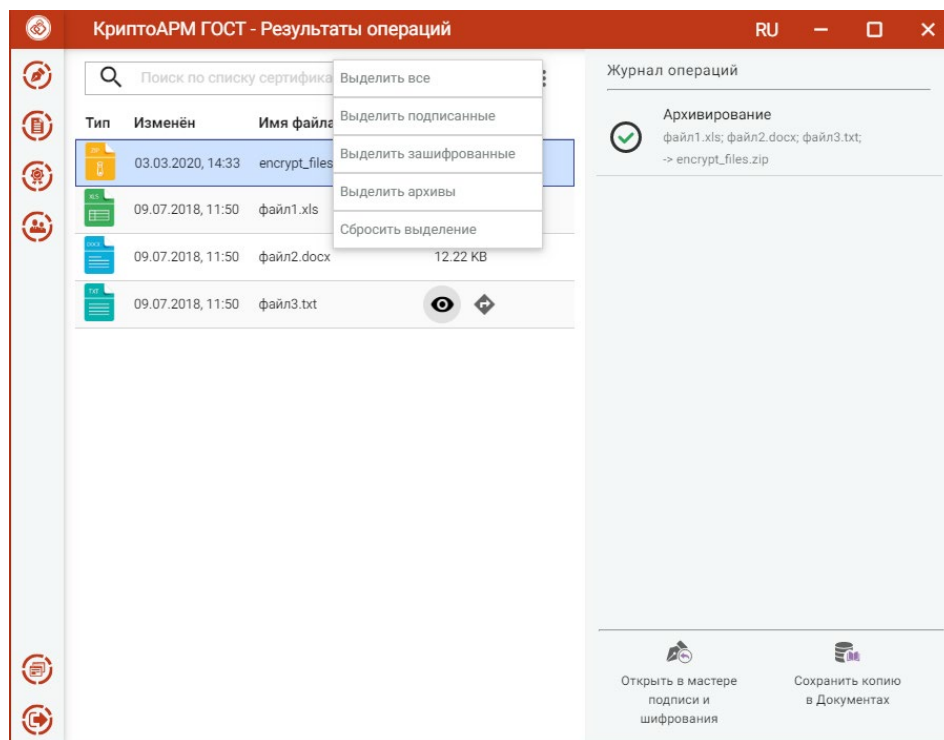 КриптоАРМ ГОСТ - Результаты операций
RU
Поиск по списку
Выделить все
Выделить подписанные
Выделить зашифрованные
Выделить архивы
Сбросить выделение
Тип Изменён Имя файла
ZIP 03.03.2020, 14:33 encrypt_files
XLS 09.07.2018, 11:50 файл1.xls
DOCX 09.07.2018, 11:50 файл2.docx 12.22 KB
TXT 09.07.2018, 11:50 файл3.txt
Журнал операций
Архивирование
файл1.xls; файл2.docx; файл3.txt;
-> encrypt_files.zip
Открыть в мастере
подписи и
шифрования
Сохранить копию
в Документах